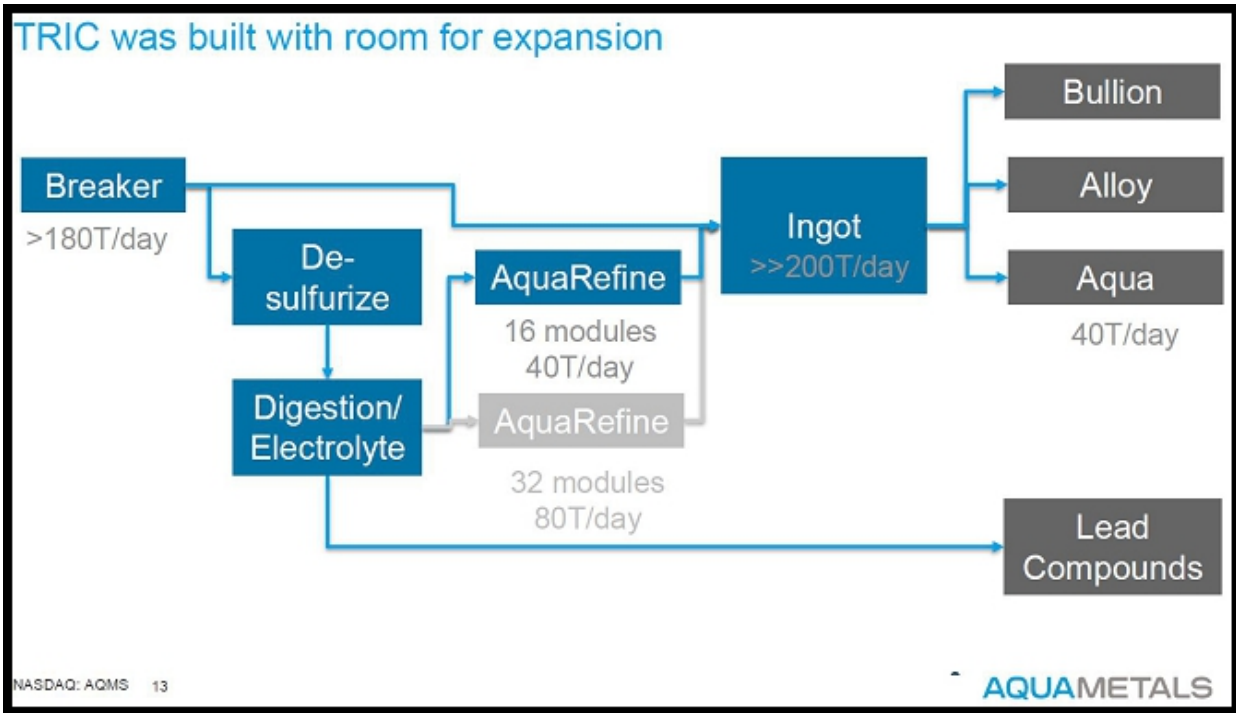 TRIC was built with room for expansion
Bullion
Breaker
>180T/day
De-
sulfurize
AquaRefine
16 modules
40T/day
Ingot
>>200T/day
Alloy
Aqua
40T/day
Digestion/
Electrolyte
AquaRefine
32 modules
80T/day
Lead
Compounds
NASDAQ: AQMS 13
AQUAMETALS